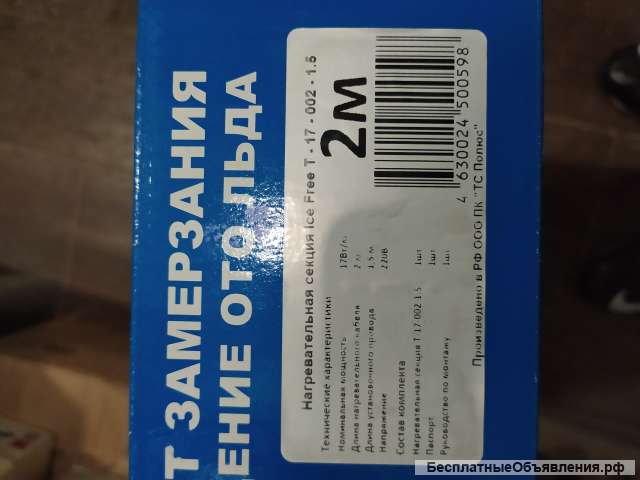 Т ЗАМЕРЗАНИЯ
ЕНИЕ ОТО ЛЬДА
Нагревательная секция Ice Free T - 17 - 002 - 1.5
2м
Технические характеристики
Номинальная мощность 17Вт/м
Длина нагревательного кабеля 2 м
Длина установочного провода 1,5 м
Напряжение 220В
Состав комплекта
Нагревательная секция Т 17 002 1.5 1шт
Паспорт 1шт
Руководство по монтажу 1шт
4 630024 500598
Произведено в РФ ООО ПК "ТС Полюс"
БесплатныеОбъявления.рф